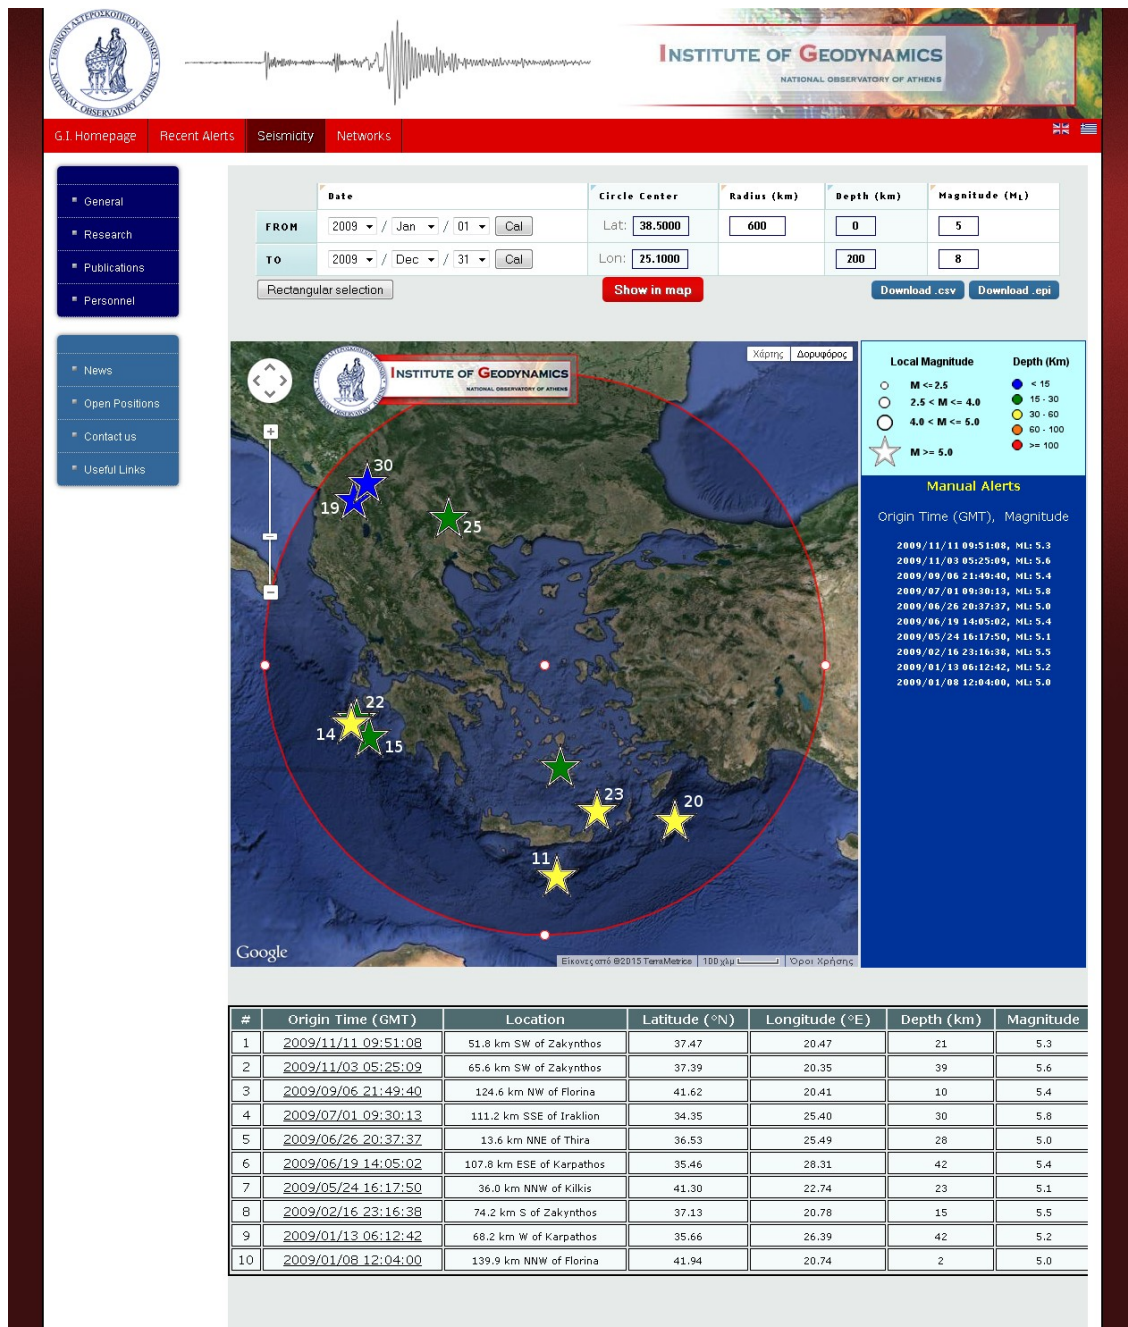 ΕΘΝΙΚΟΝ ΑΣΤΕΡΟΣΚΟΠΕΙΟΝ ΑΘΗΝΩΝ
NATIONAL OBSERVATORY ATHENS
INSTITUTE OF GEODYNAMICS
NATIONAL OBSERVATORY OF ATHENS
G.I. Homepage Recent Alerts Seismicity Networks
General
Research
Publications
Personnel
News
Open Positions
Contact us
Useful Links
Date Circle Center Radius (km) Depth (km) Magnitude (ML)
FROM 2009 / Jan / 01 Cal Lat: 38.5000 600 0 5
TO 2009 / Dec / 31 Cal Lon: 25.1000 200 8
Rectangular selection Show in map Download .csv Download .epi
INSTITUTE OF GEODYNAMICS
NATIONAL OBSERVATORY OF ATHENS
Χάρτης Δορυφόρος
30
19
25
22
14
15
23
20
11
Google
Εικονες από ©2015 TerraMetrics 100 χλμ Όροι Χρήσης
Local Magnitude Depth (Km)
M <= 2.5 < 15
2.5 < M <= 4.0 15 - 30
4.0 < M <= 5.0 30 - 60
60 - 100
M >= 5.0 >= 100
Manual Alerts
Origin Time (GMT), Magnitude
2009/11/11 09:51:08, ML: 5.3
2009/11/03 05:25:09, ML: 5.6
2009/09/06 21:49:40, ML: 5.4
2009/07/01 09:30:13, ML: 5.8
2009/06/26 20:37:37, ML: 5.0
2009/06/19 14:05:02, ML: 5.4
2009/05/24 16:17:50, ML: 5.1
2009/02/16 23:16:38, ML: 5.5
2009/01/13 06:12:42, ML: 5.2
2009/01/08 12:04:00, ML: 5.0
# Origin Time (GMT) Location Latitude (°N) Longitude (°E) Depth (km) Magnitude
1 2009/11/11 09:51:08 51.8 km SW of Zakynthos 37.47 20.47 21 5.3
2 2009/11/03 05:25:09 65.6 km SW of Zakynthos 37.39 20.35 39 5.6
3 2009/09/06 21:49:40 124.6 km NW of Florina 41.62 20.41 10 5.4
4 2009/07/01 09:30:13 111.2 km SSE of Iraklion 34.35 25.40 30 5.8
5 2009/06/26 20:37:37 13.6 km NNE of Thira 36.53 25.49 28 5.0
6 2009/06/19 14:05:02 107.8 km ESE of Karpathos 35.46 28.31 42 5.4
7 2009/05/24 16:17:50 36.0 km NNW of Kilkis 41.30 22.74 23 5.1
8 2009/02/16 23:16:38 74.2 km S of Zakynthos 37.13 20.78 15 5.5
9 2009/01/13 06:12:42 68.2 km W of Karpathos 35.66 26.39 42 5.2
10 2009/01/08 12:04:00 139.9 km NNW of Florina 41.94 20.74 2 5.0